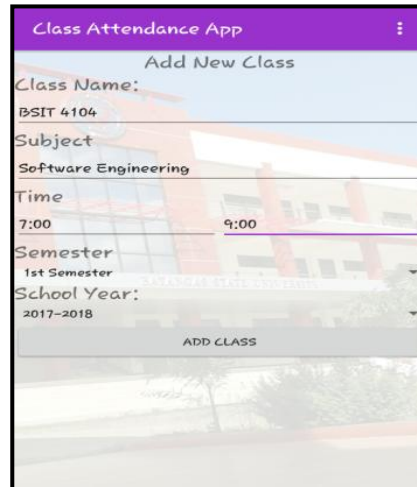 Class Attendance App
Add New Class
Class Name:
BSIT 4104
Subject
Software Engineering
Time
7:00 9:00
Semester
1st Semester
School Year:
2017-2018
ADD CLASS